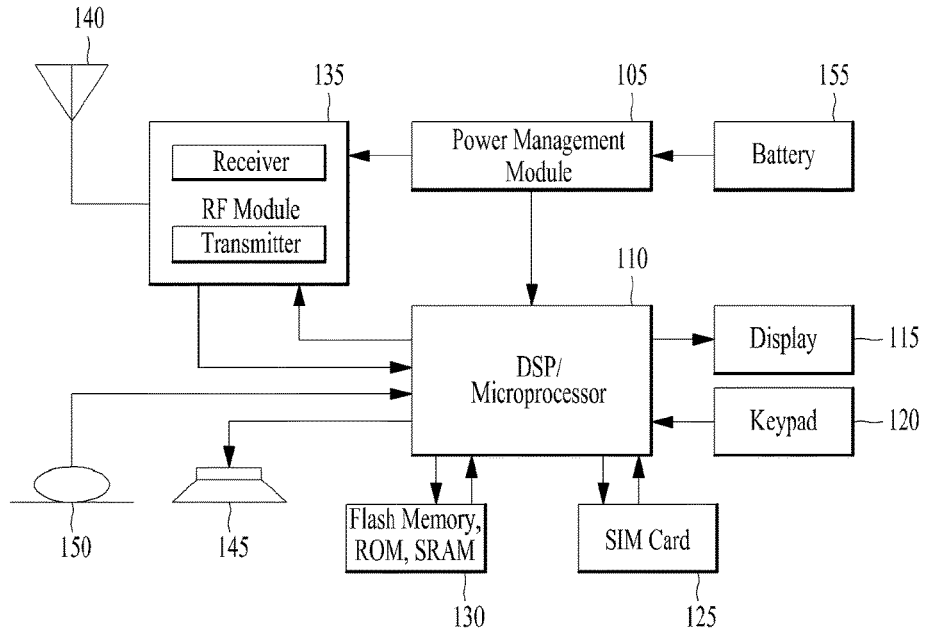 140
135
105
155
Receiver
RF Module
Transmitter
Power Management
Module
Battery
110
DSP/
Microprocessor
Display
115
Keypad
120
150
145
Flash Memory,
ROM, SRAM
130
SIM Card
125